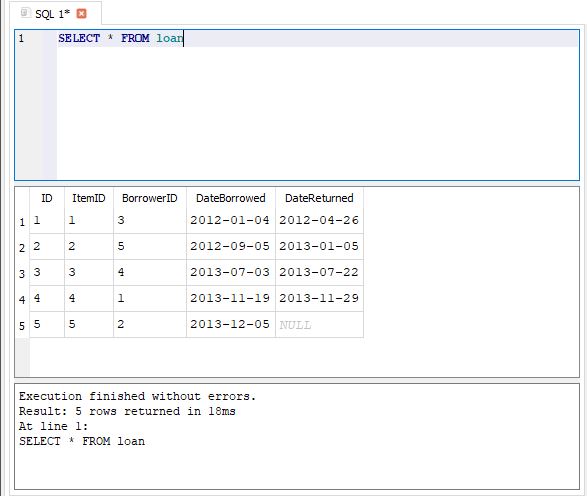 SQL 1*
1 SELECT * FROM loan
ID ItemID BorrowerID DateBorrowed DateReturned
1 1 1 3 2012-01-04 2012-04-26
2 2 2 5 2012-09-05 2013-01-05
3 3 3 4 2013-07-03 2013-07-22
4 4 4 1 2013-11-19 2013-11-29
5 5 5 2 2013-12-05 NULL
Execution finished without errors.
Result: 5 rows returned in 18ms
At line 1:
SELECT * FROM loan